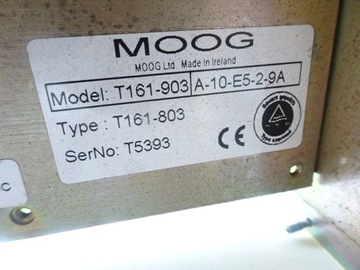 MOOG
MOOG Ltd. Made in Ireland
Model: T161-903 A-10-E5-2-9A
Type : T161-803
SerNo: T5393
CE